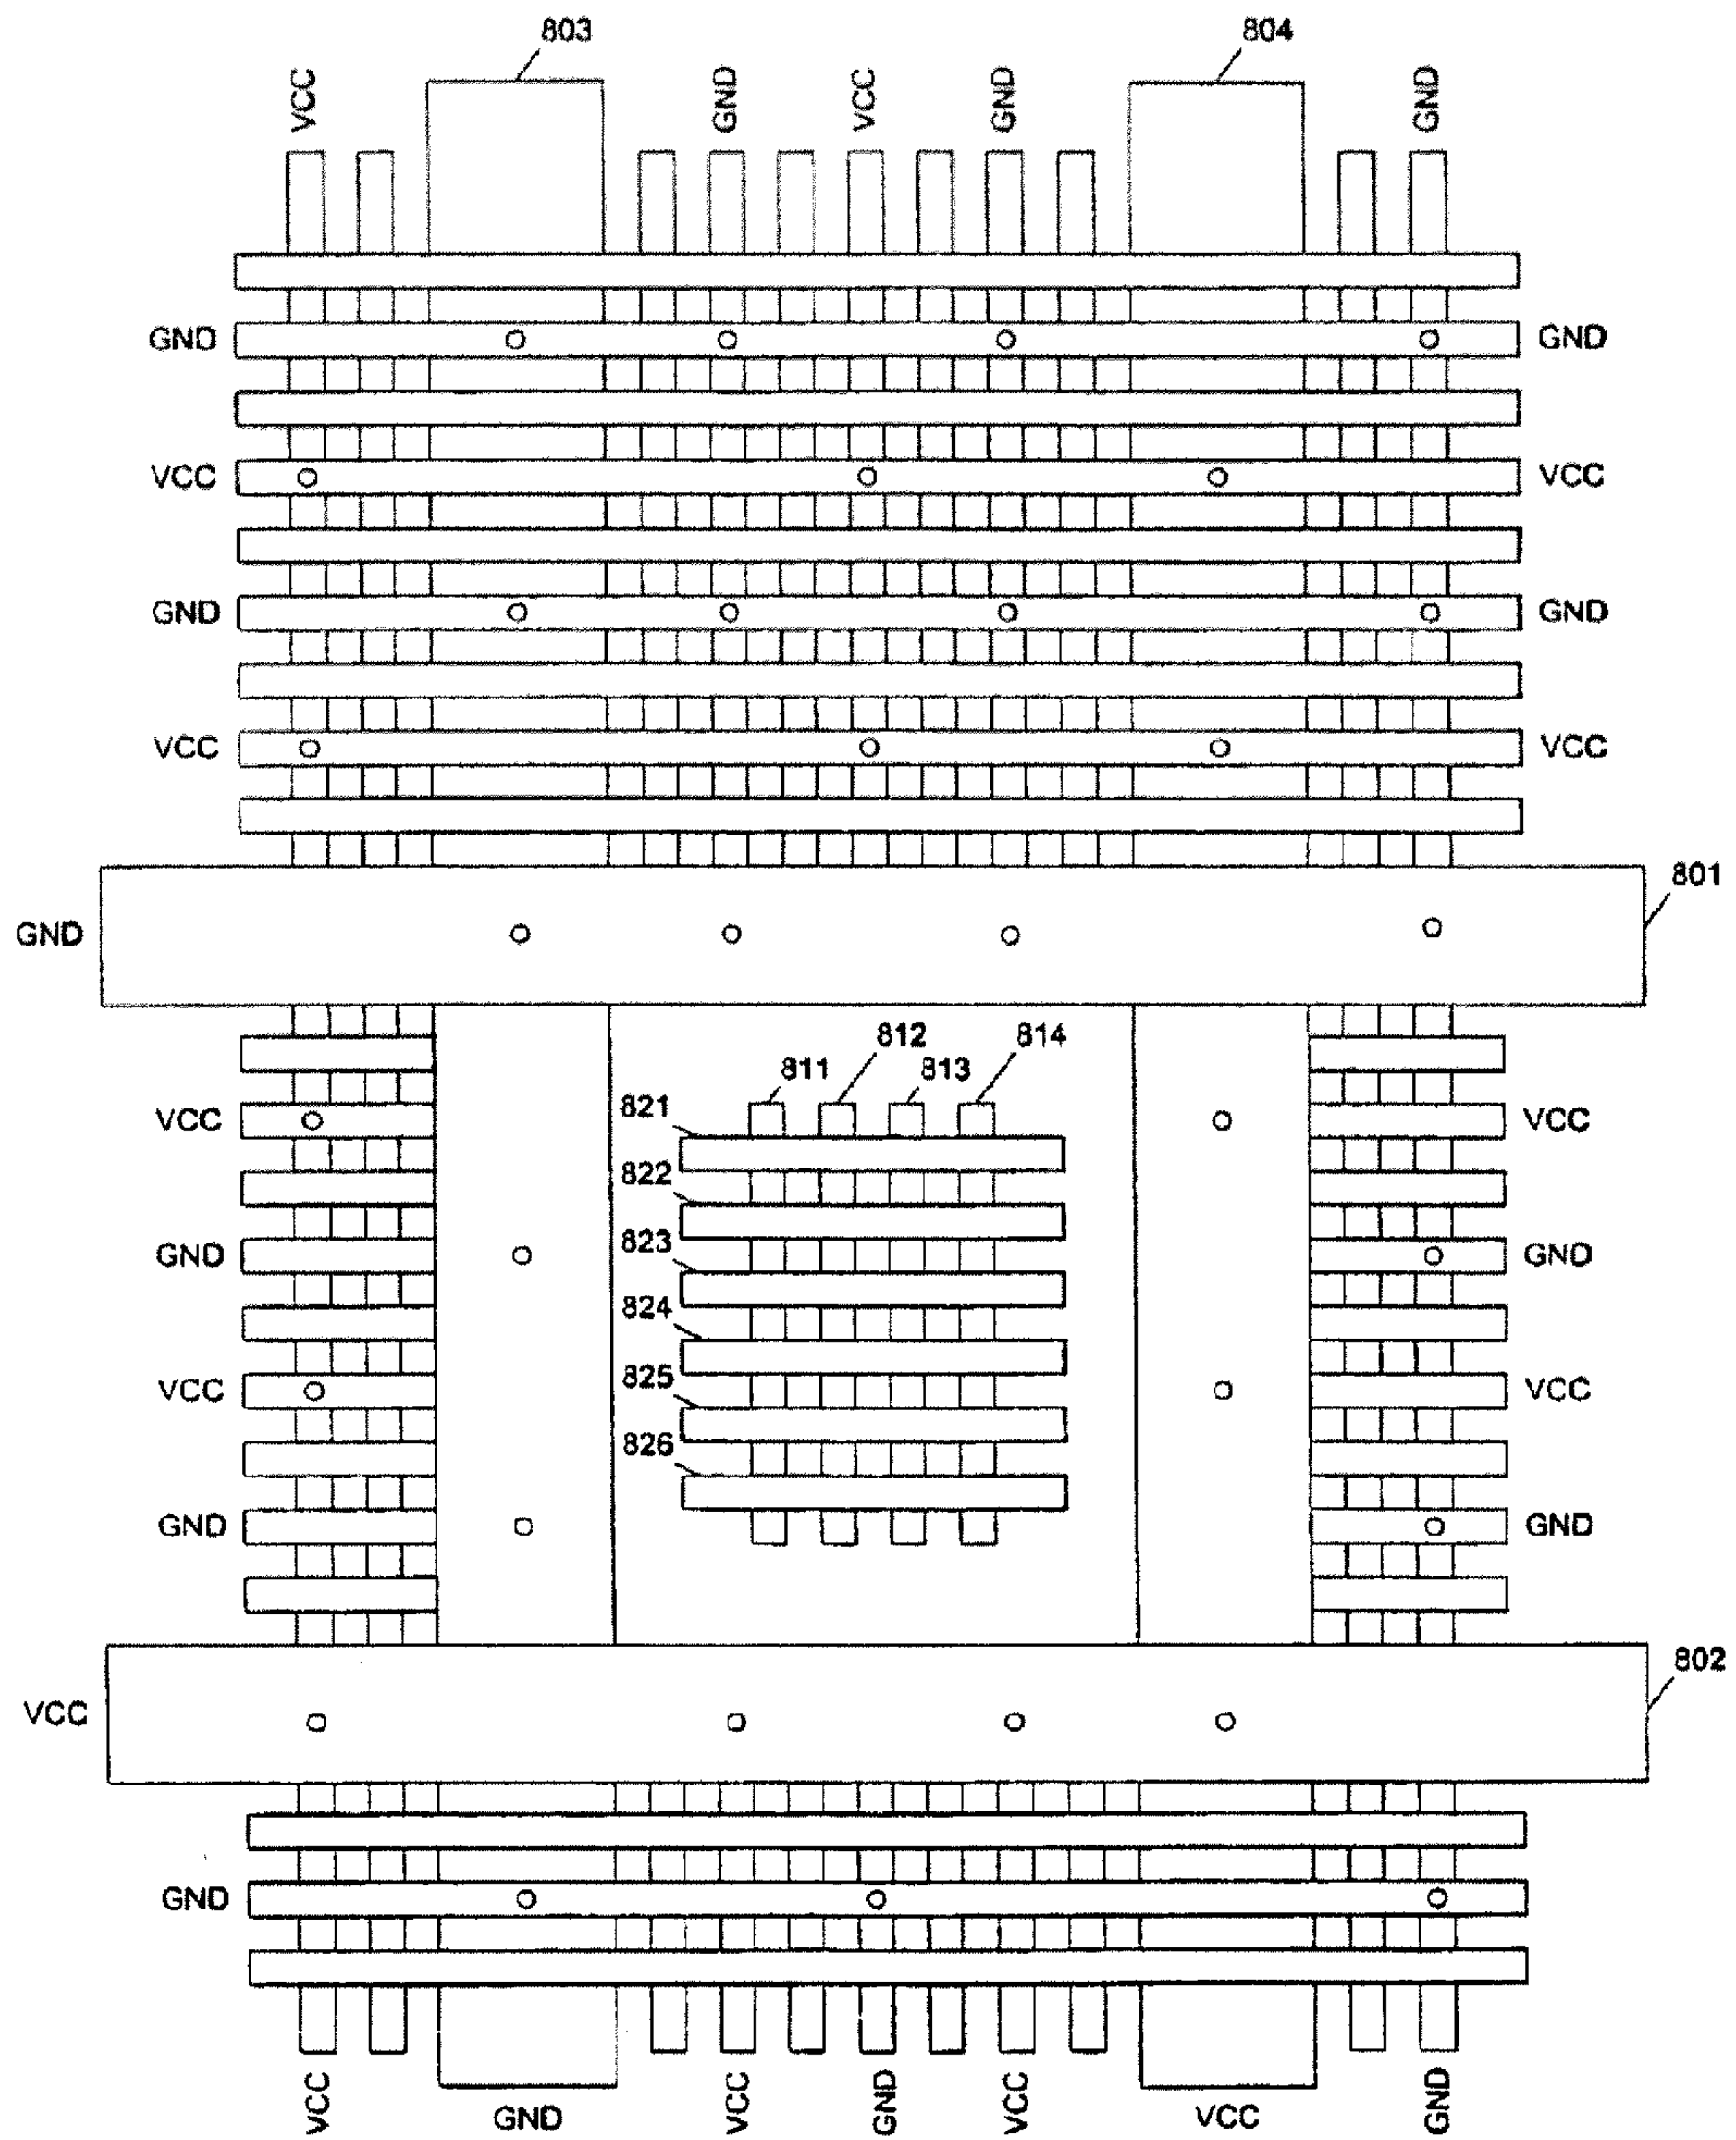 803
804
VCC
GND
VCC
GND
GND
GND
GND
VCC
VCC
GND
GND
VCC
VCC
801
GND
812
814
811
813
821
VCC
VCC
822
823
GND
GND
824
825
VCC
VCC
826
GND
GND
802
VCC
GND
VCC
GND
VCC
GND
VCC
VCC
GND